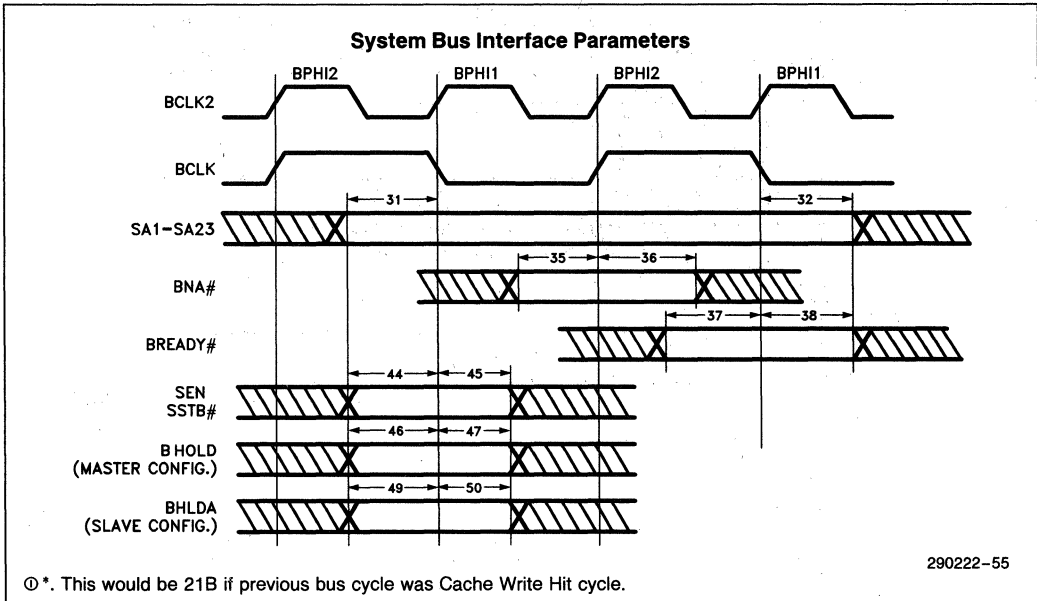 System Bus Interface Parameters
BPHI2 BPHI1 BPHI2 BPHI1
BCLK2
BCLK
31 32
SA1-SA23
35 36
BNA#
37 38
BREADY#
44 45
SEN
SSTB#
46 47
BHOLD
(MASTER CONFIG.)
49 50
BHLDA
(SLAVE CONFIG.)
290222-55
①*. This would be 21B if previous bus cycle was Cache Write Hit cycle.